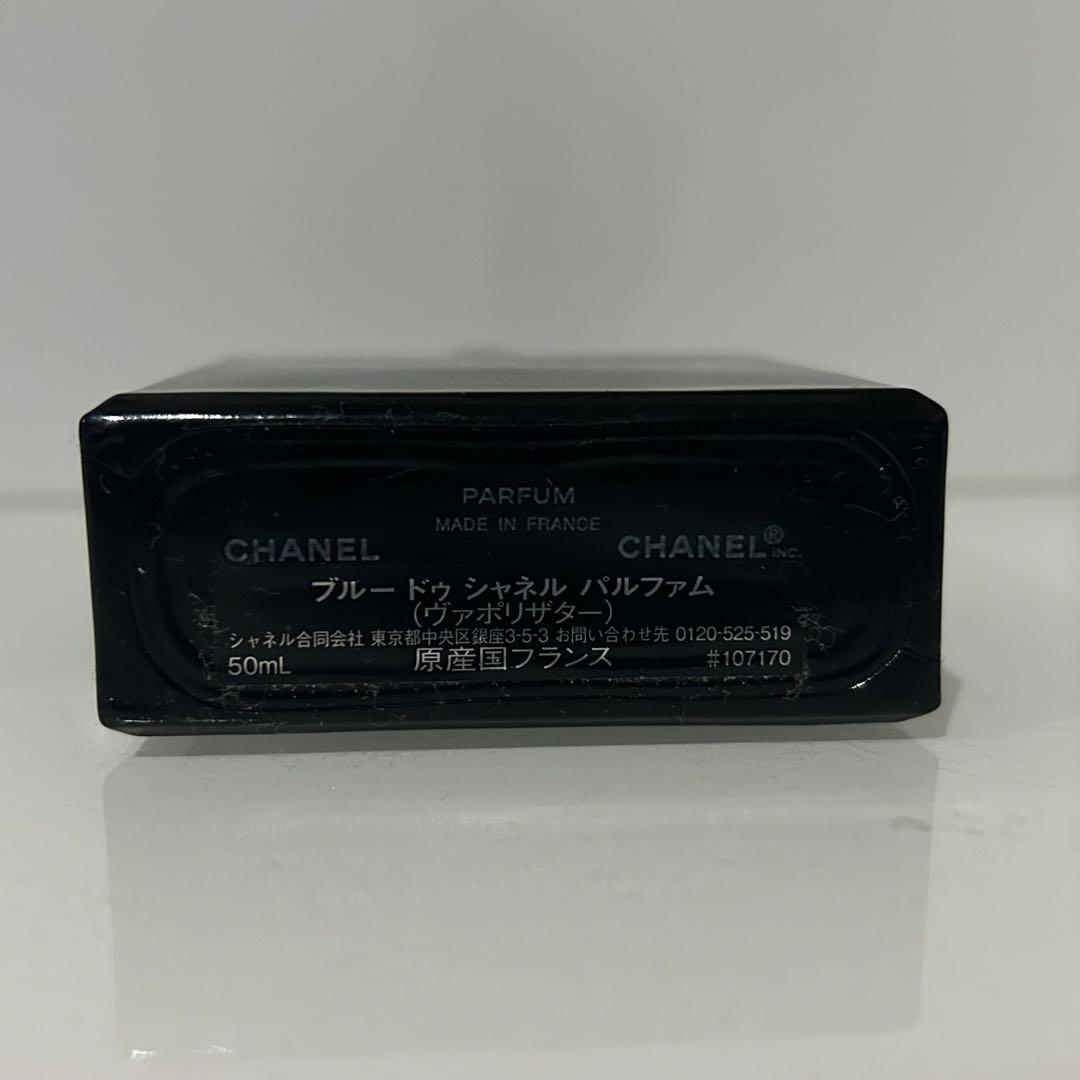 PARFUM
MADE IN FRANCE
CHANEL CHANEL® INC.
ブルー ドゥ シャネル パルファム
(ヴァポリザター)
シャネル合同会社 東京都中央区銀座3-5-3 お問い合わせ先 0120-525-519
50mL 原産国フランス #107170